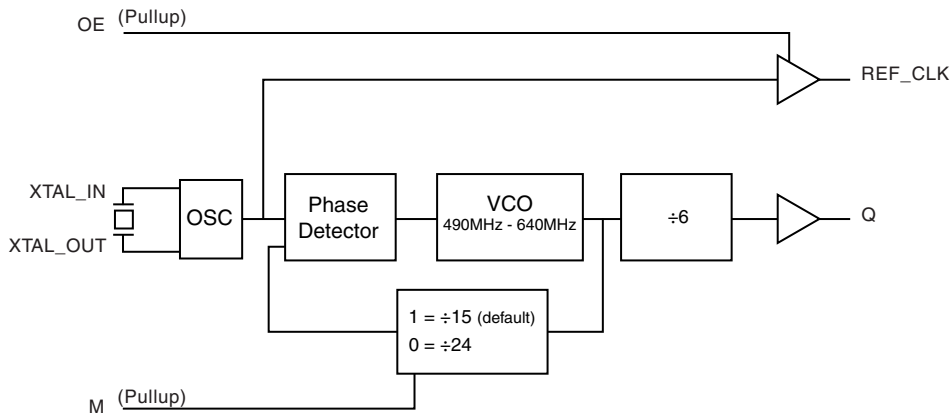 OE (Pullup)
REF_CLK
XTAL_IN
OSC
XTAL_OUT
Phase
Detector
VCO
490MHz - 640MHz
÷6
Q
1 = ÷15 (default)
0 = ÷24
M (Pullup)